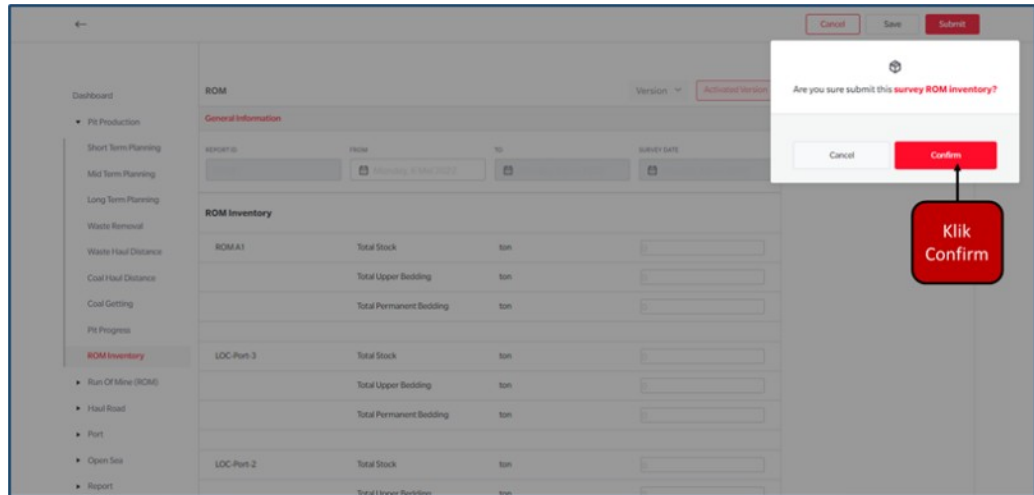 Cancel Save Submit
Are you sure submit this survey ROM inventory?
Cancel Confirm
Klik
Confirm
Dashboard
Pit Production
Short Term Planning
Mid Term Planning
Long Term Planning
Waste Removal
Waste Haul Distance
Coal Haul Distance
Coal Getting
Pit Progress
ROM Inventory
Run Of Mine (ROM)
Haul Road
Port
Open Sea
Report
ROM Version Activated Version
General Information
REPORT ID FROM TO SURVEY DATE
ROM Inventory
ROM A1 Total Stock ton
Total Upper Bedding ton
Total Permanent Bedding ton
LOC-Port-3 Total Stock ton
Total Upper Bedding ton
Total Permanent Bedding ton
LOC-Port-2 Total Stock ton
Total Upper Bedding ton